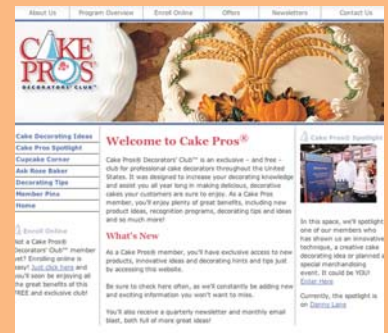 About Us
Program Overview
Enroll Online
Offers
Newsletters
Contact Us
CAKE
PROS
DECORATORS' CLUB™
Cake Decorating Ideas
Cake Pros Spotlight
Cupcake Corner
Ask Rose Baker
Decorating Tips
Member Pins
Home
Enroll Online
Not a Cake Pros®
Decorators' Club™ member
yet? Enrolling online is
easy! Just click here and
you'll soon be enjoying all
the great benefits of this
FREE and exclusive club!
Welcome to Cake Pros®
Cake Pros® Decorators' Club™ is an exclusive – and free –
club for professional cake decorators throughout the United
States. It was designed to increase your decorating knowledge
and assist you all year long in making delicious, decorative
cakes your customers are sure to enjoy. As a Cake Pros
member, you'll enjoy plenty of great benefits, including new
product ideas, recognition programs, decorating tips and ideas
and so much more!
What's New
As a Cake Pros® member, you'll have exclusive access to new
products, innovative ideas and decorating hints and tips just
by accessing this website.
Be sure to check here often, as we'll constantly be adding new
and exciting information you won't want to miss.
You'll also receive a quarterly newsletter and monthly email
blast, both full of more great ideas!
Cake Pros® Spotlight
In this space, we'll spotlight
one of our members who
has shown us an innovative
technique, a creative cake
decorating idea or planned a
special merchandising
event. It could be YOU!
Enter Here
Currently, the spotlight is
on Danny Lane